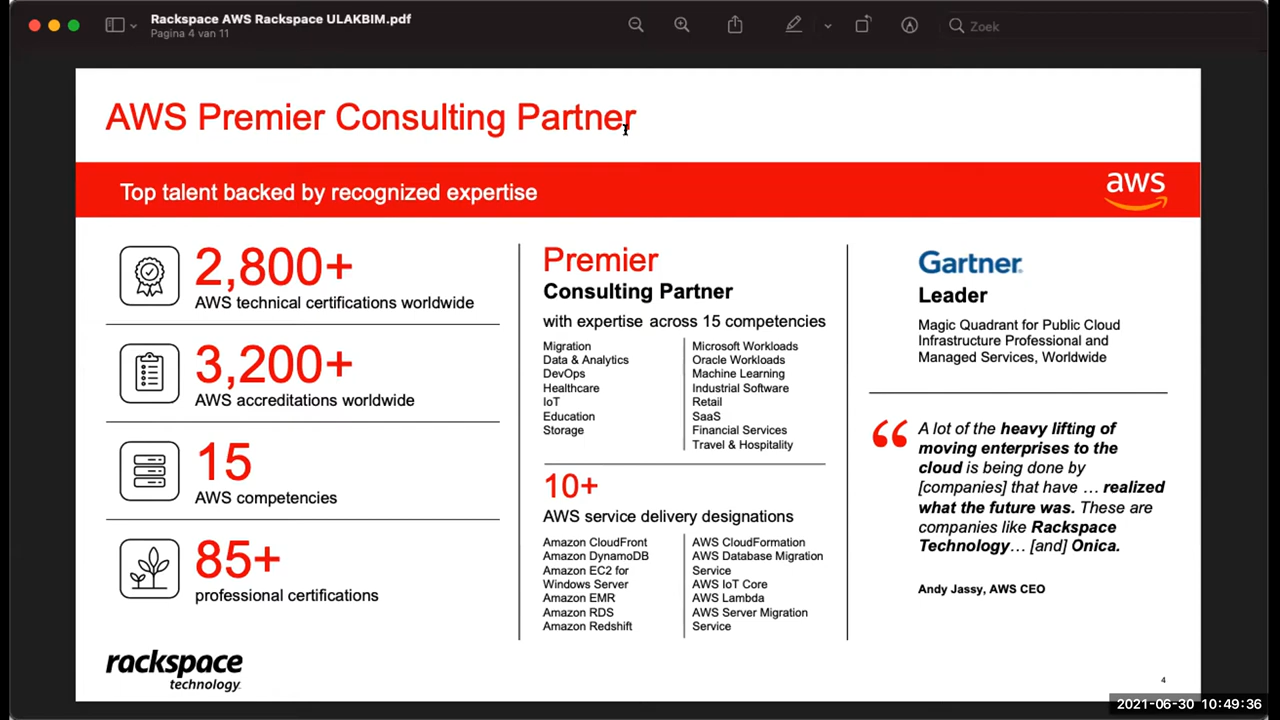 Rackspace AWS Rackspace ULAKBIM.pdf
Pagina 4 van 11
Zoek
AWS Premier Consulting Partner
Top talent backed by recognized expertise
aws
2,800+
AWS technical certifications worldwide
3,200+
AWS accreditations worldwide
15
AWS competencies
85+
professional certifications
Premier
Consulting Partner
with expertise across 15 competencies
Migration
Data & Analytics
DevOps
Healthcare
IoT
Education
Storage
Microsoft Workloads
Oracle Workloads
Machine Learning
Industrial Software
Retail
SaaS
Financial Services
Travel & Hospitality
10+
AWS service delivery designations
Amazon CloudFront
Amazon DynamoDB
Amazon EC2 for
Windows Server
Amazon EMR
Amazon RDS
Amazon Redshift
AWS CloudFormation
AWS Database Migration
Service
AWS IoT Core
AWS Lambda
AWS Server Migration
Service
Gartner
Leader
Magic Quadrant for Public Cloud
Infrastructure Professional and
Managed Services, Worldwide
“ A lot of the heavy lifting of
moving enterprises to the
cloud is being done by
[companies] that have … realized
what the future was. These are
companies like Rackspace
Technology… [and] Onica.
Andy Jassy, AWS CEO
rackspace
technology
4
2021-06-30 10:49:36